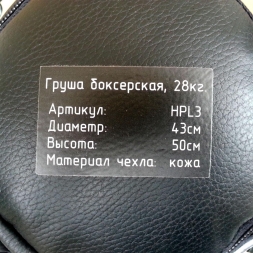 Груша боксерская, 28кг.
Артикул: HPL3
Диаметр: 43см
Высота: 50см
Материал чехла: кожа